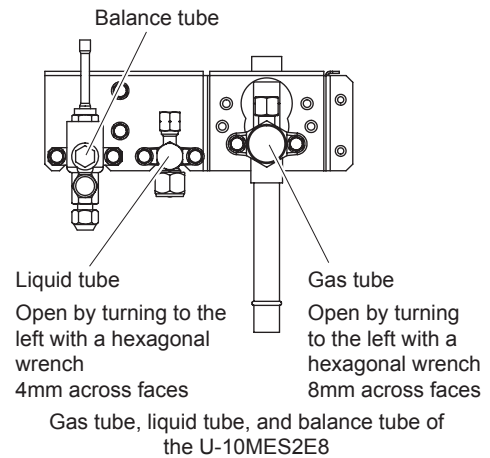 Balance tube
Liquid tube
Open by turning to the
left with a hexagonal
wrench
4mm across faces
Gas tube
Open by turning
to the left with a
hexagonal wrench
8mm across faces
Gas tube, liquid tube, and balance tube of
the U-10MES2E8